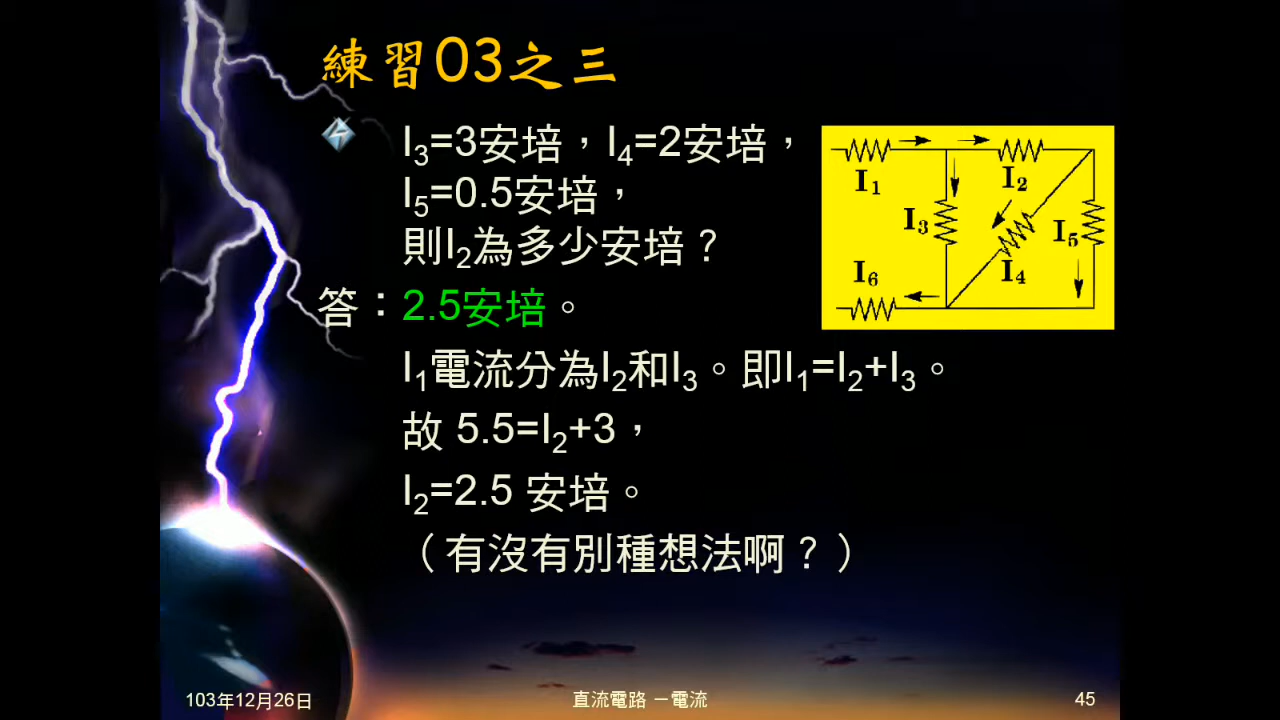 練習03之三
I₃=3安培，I₄=2安培，
I₅=0.5安培，
則I₂為多少安培？
答：2.5安培。
I₁電流分為I₂和I₃。即I₁=I₂+I₃。
故 5.5=I₂+3，
I₂=2.5 安培。
（有沒有別種想法啊？）
I₁
I₂
I₃
I₅
I₆
I₄
103年12月26日
直流電路 －電流
45